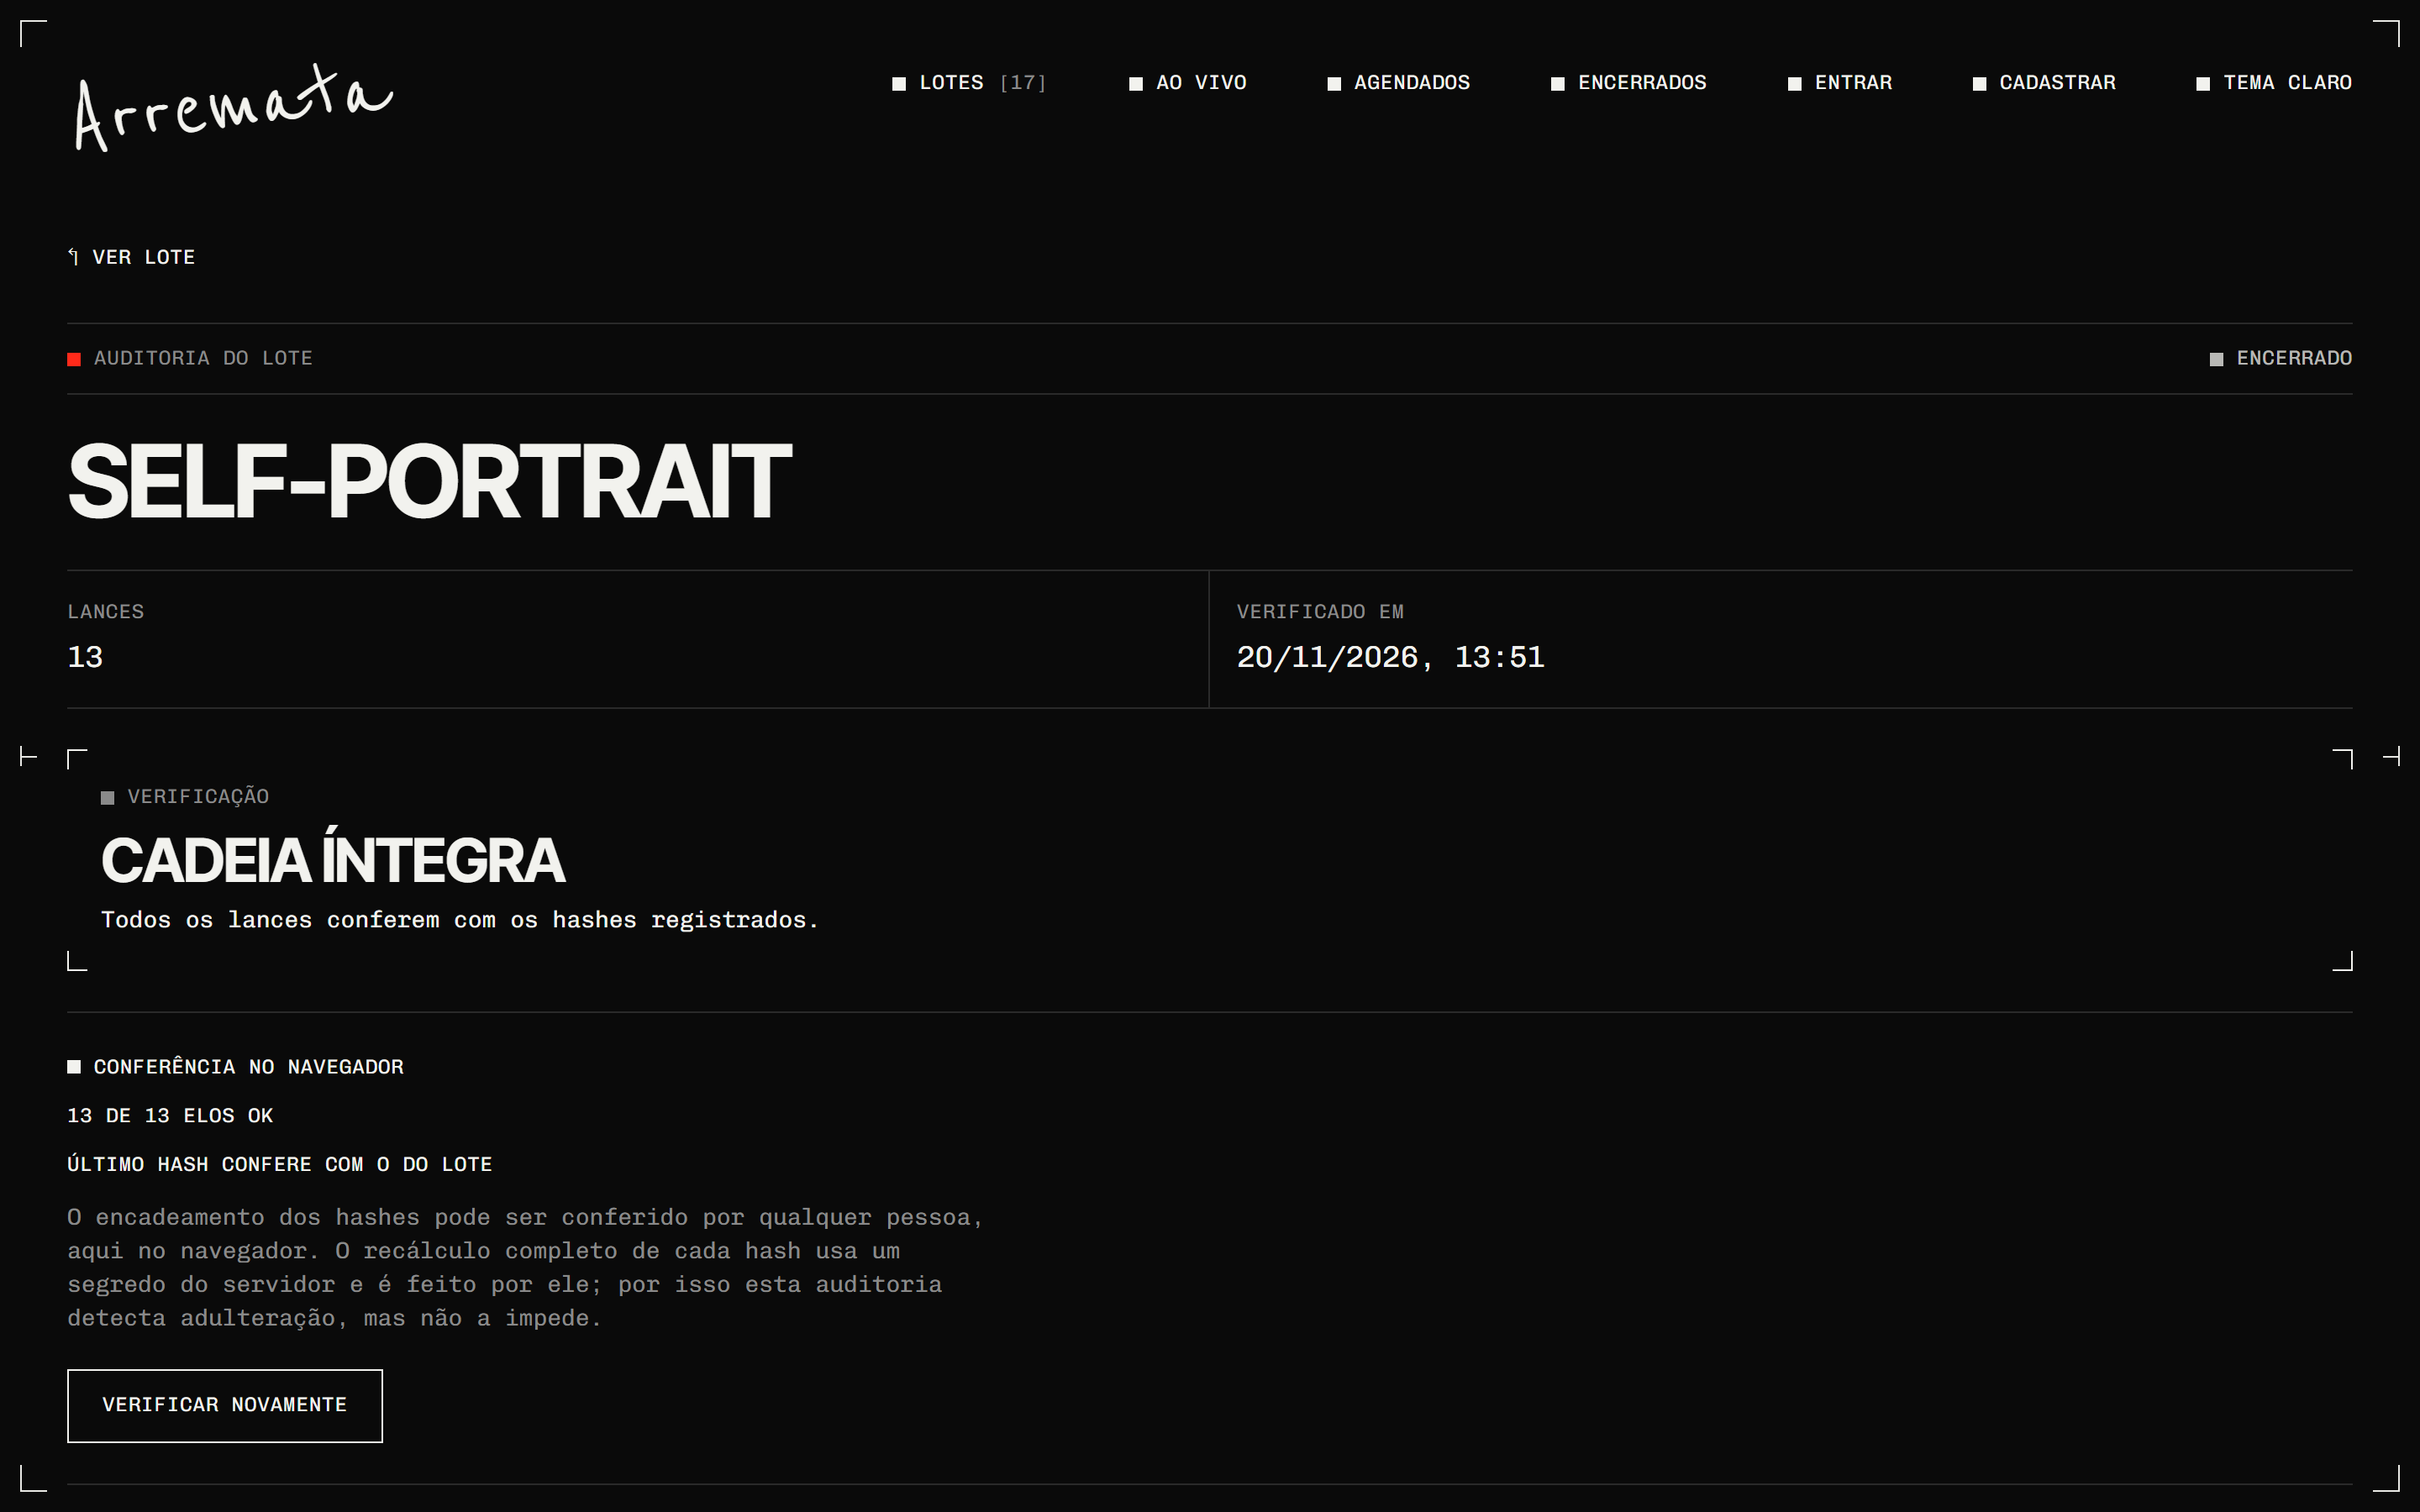 Arremata
LOTES [17]
AO VIVO
AGENDADOS
ENCERRADOS
ENTRAR
CADASTRAR
TEMA CLARO
↰ VER LOTE
AUDITORIA DO LOTE
ENCERRADO
SELF-PORTRAIT
LANCES
13
VERIFICADO EM
20/11/2026, 13:51
VERIFICAÇÃO
CADEIA ÍNTEGRA
Todos os lances conferem com os hashes registrados.
CONFERÊNCIA NO NAVEGADOR
13 DE 13 ELOS OK
ÚLTIMO HASH CONFERE COM O DO LOTE
O encadeamento dos hashes pode ser conferido por qualquer pessoa,
aqui no navegador. O recálculo completo de cada hash usa um
segredo do servidor e é feito por ele; por isso esta auditoria
detecta adulteração, mas não a impede.
VERIFICAR NOVAMENTE